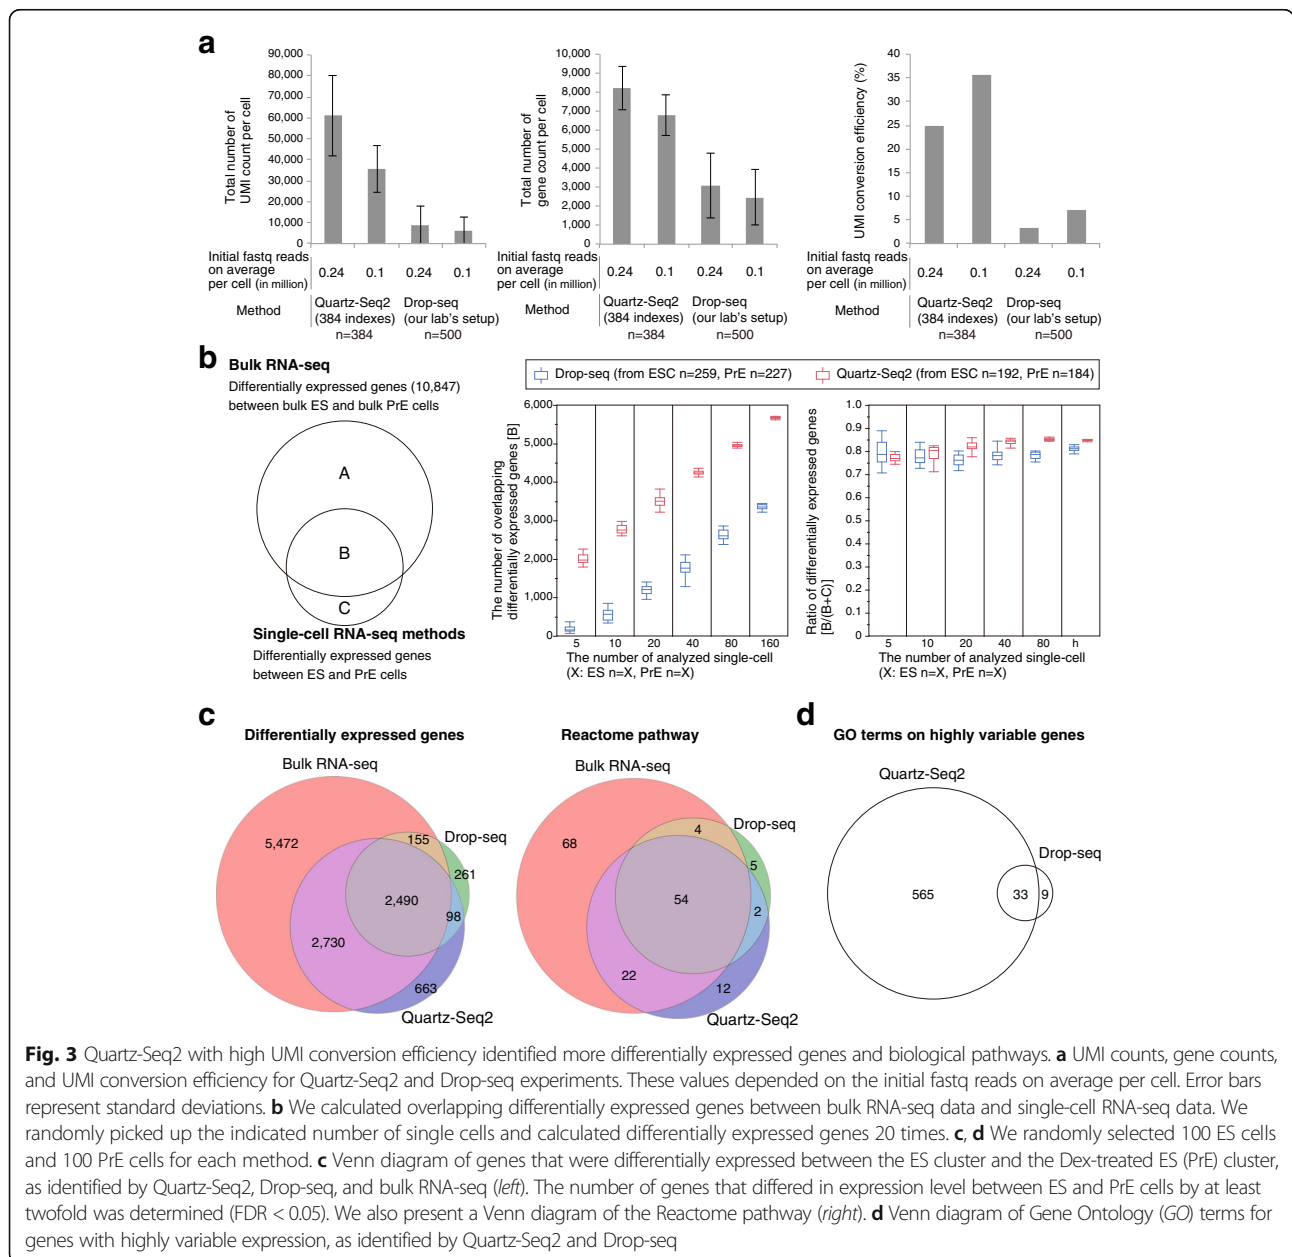 a
90,000
80,000
70,000
60,000
50,000
40,000
30,000
20,000
10,000
0
Total number of
UMI count per cell
Initial fastq reads
on average
per cell (in million)
0.24 0.1 0.24 0.1
Method
Quartz-Seq2 Drop-seq
(384 indexes) (our lab's setup)
n=384 n=500
10,000
9,000
8,000
7,000
6,000
5,000
4,000
3,000
2,000
1,000
0
Total number of
gene count per cell
Initial fastq reads
on average
per cell (in million)
0.24 0.1 0.24 0.1
Method
Quartz-Seq2 Drop-seq
(384 indexes) (our lab's setup)
n=384 n=500
40
35
30
25
20
15
10
5
0
UMI conversion efficiency (%)
Initial fastq reads
on average
per cell (in million)
0.24 0.1 0.24 0.1
Method
Quartz-Seq2 Drop-seq
(384 indexes) (our lab's setup)
n=384 n=500
b
Bulk RNA-seq
Differentially expressed genes (10,847)
between bulk ES and bulk PrE cells
A
B
C
Single-cell RNA-seq methods
Differentially expressed genes
between ES and PrE cells
Drop-seq (from ESC n=259, PrE n=227) Quartz-Seq2 (from ESC n=192, PrE n=184)
6,000
5,000
4,000
3,000
2,000
1,000
0
The number of overlapping
differentially expressed genes [B]
5 10 20 40 80 160
The number of analyzed single-cell
(X: ES n=X, PrE n=X)
1.0
0.9
0.8
0.7
0.6
0.5
0.4
0.3
0.2
0.1
0
Ratio of differentially expressed genes
[B/(B+C)]
5 10 20 40 80 h
The number of analyzed single-cell
(X: ES n=X, PrE n=X)
c
Differentially expressed genes
Bulk RNA-seq
5,472
155
Drop-seq
261
2,490
98
2,730
663
Quartz-Seq2
Reactome pathway
Bulk RNA-seq
68
4
Drop-seq
5
54
2
22
12
Quartz-Seq2
d
GO terms on highly variable genes
Quartz-Seq2
Drop-seq
565
33
9
Fig. 3 Quartz-Seq2 with high UMI conversion efficiency identified more differentially expressed genes and biological pathways. a UMI counts, gene counts,
and UMI conversion efficiency for Quartz-Seq2 and Drop-seq experiments. These values depended on the initial fastq reads on average per cell. Error bars
represent standard deviations. b We calculated overlapping differentially expressed genes between bulk RNA-seq data and single-cell RNA-seq data. We
randomly picked up the indicated number of single cells and calculated differentially expressed genes 20 times. c, d We randomly selected 100 ES cells
and 100 PrE cells for each method. c Venn diagram of genes that were differentially expressed between the ES cluster and the Dex-treated ES (PrE) cluster,
as identified by Quartz-Seq2, Drop-seq, and bulk RNA-seq (left). The number of genes that differed in expression level between ES and PrE cells by at least
twofold was determined (FDR < 0.05). We also present a Venn diagram of the Reactome pathway (right). d Venn diagram of Gene Ontology (GO) terms for
genes with highly variable expression, as identified by Quartz-Seq2 and Drop-seq